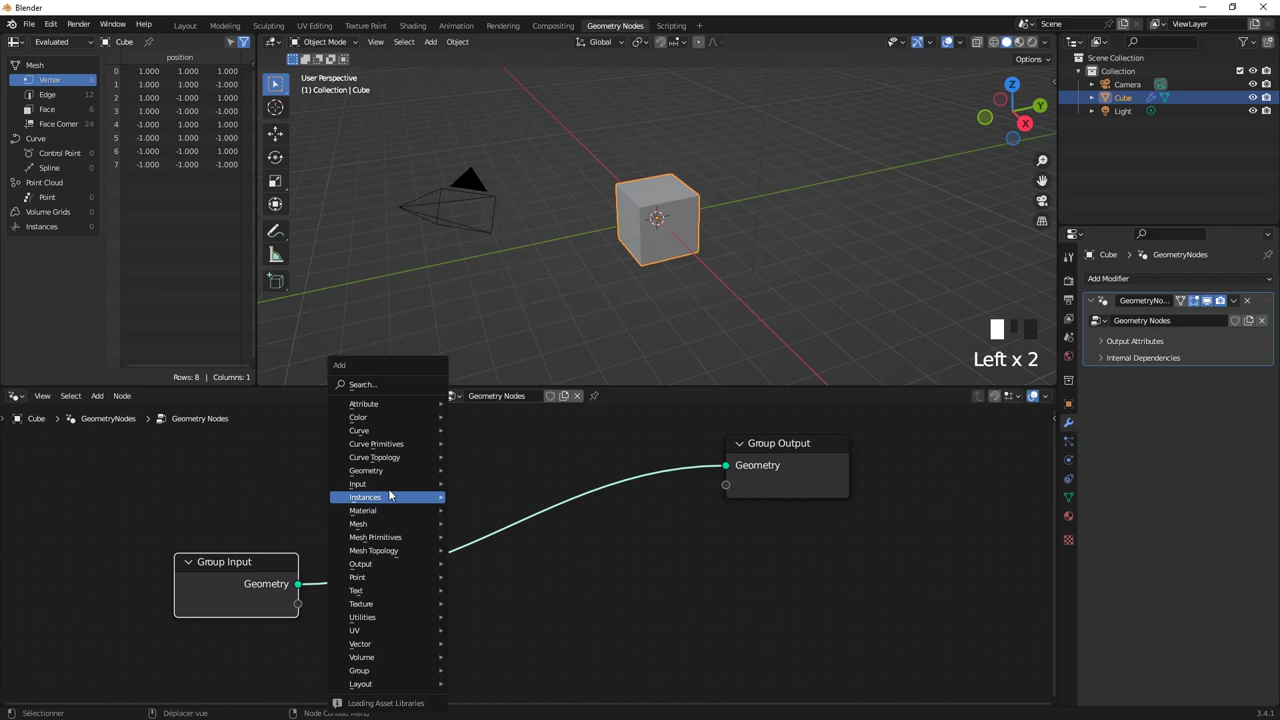 Blender
File Edit Render Window Help
Layout Modeling Sculpting UV Editing Texture Paint Shading Animation Rendering Compositing Geometry Nodes Scripting +
Scene
ViewLayer
Evaluated
Cube
Object Mode View Select Add Object
Global
Options
Mesh
Vertex 8
Edge 12
Face 6
Face Corner 24
Curve
Control Point 0
Spline 0
Point Cloud
Point 0
Volume Grids 0
Instances 0
position
0 1.000 1.000 1.000
1 1.000 1.000 -1.000
2 1.000 -1.000 1.000
3 1.000 -1.000 -1.000
4 -1.000 1.000 1.000
5 -1.000 1.000 -1.000
6 -1.000 -1.000 1.000
7 -1.000 -1.000 -1.000
Rows: 8 | Columns: 1
User Perspective
(1) Collection | Cube
Z
Y
X
Left x 2
Scene Collection
Collection
Camera
Cube
Light
Cube
GeometryNodes
Add Modifier
GeometryNo...
Geometry Nodes
Output Attributes
Internal Dependencies
View Select Add Node
Geometry Nodes
Cube > GeometryNodes > Geometry Nodes
Group Input
Geometry
Group Output
Geometry
Add
Search...
Attribute
Color
Curve
Curve Primitives
Curve Topology
Geometry
Input
Instances
Material
Mesh
Mesh Primitives
Mesh Topology
Output
Point
Text
Texture
Utilities
UV
Vector
Volume
Group
Layout
Loading Asset Libraries
Sélectionner
Déplacer vue
3.4.1